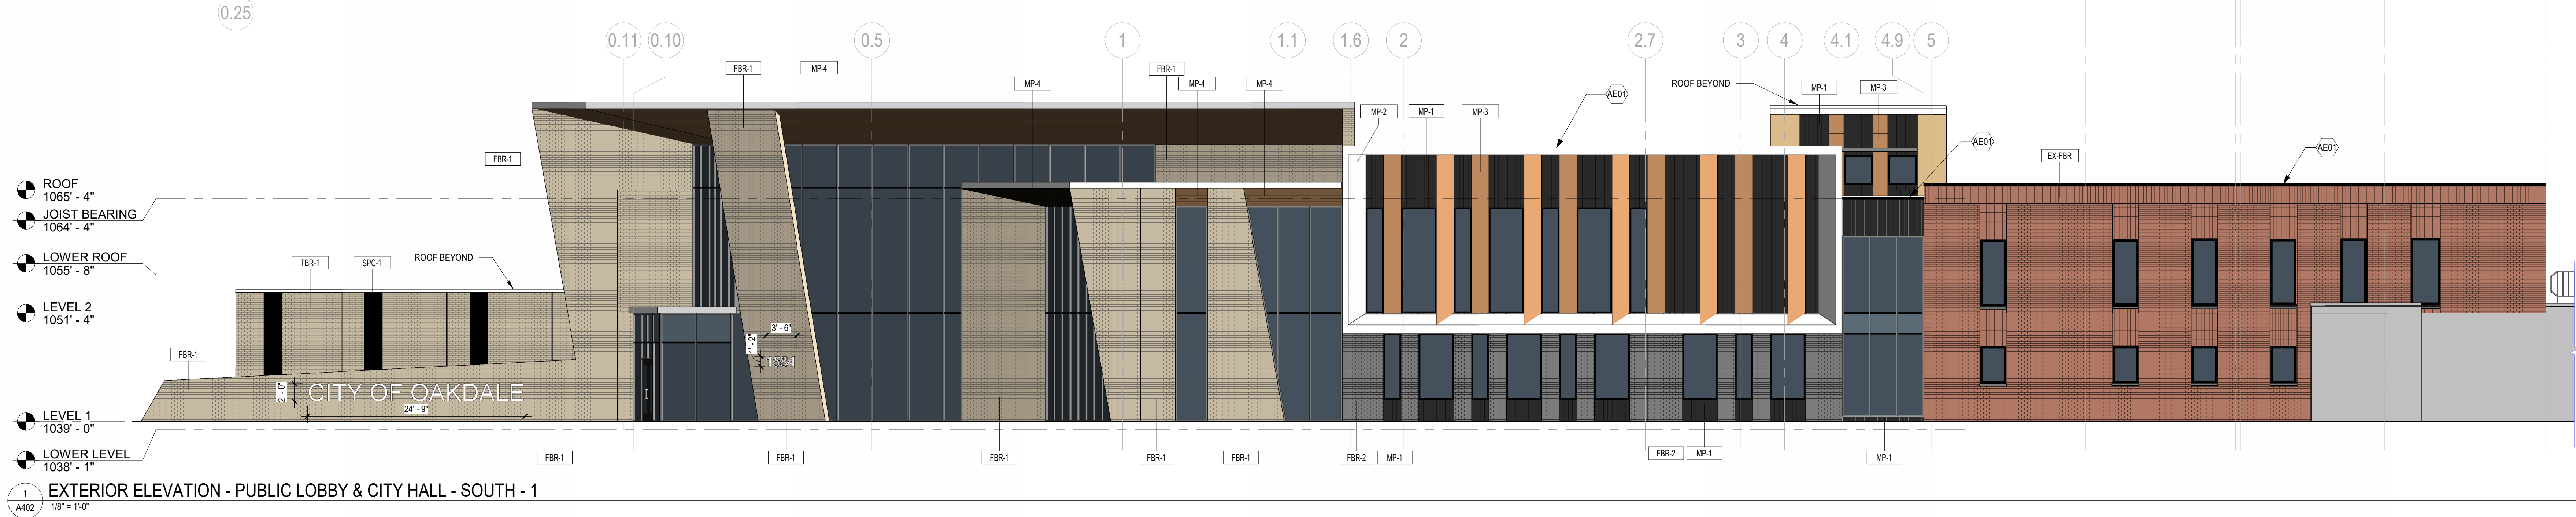 0.25
0.11
0.10
0.5
1
1.1
1.6
2
2.7
3
4
4.1
4.9
5
FBR-1
MP-4
MP-4
FBR-1
MP-4
MP-4
ROOF BEYOND
MP-1
MP-3
AE01
MP-2
MP-1
MP-3
AE01
AE01
EX-FBR
FBR-1
ROOF
1065' - 4"
JOIST BEARING
1064' - 4"
LOWER ROOF
1055' - 8"
TBR-1
SPC-1
ROOF BEYOND
LEVEL 2
1051' - 4"
3' - 6"
1' - 2"
1584
FBR-1
2' - 0"
CITY OF OAKDALE
24' - 9"
LEVEL 1
1039' - 0"
LOWER LEVEL
1038' - 1"
FBR-1
FBR-1
FBR-1
FBR-1
FBR-1
FBR-2
MP-1
FBR-2
MP-1
MP-1
1
A402
EXTERIOR ELEVATION - PUBLIC LOBBY & CITY HALL - SOUTH - 1
1/8" = 1'-0"